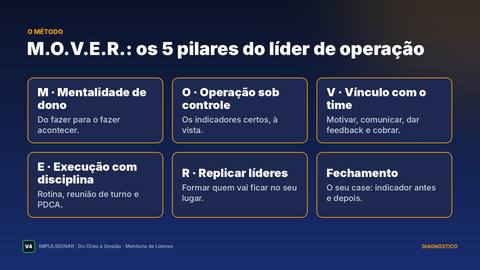 O MÉTODO
M.O.V.E.R.: os 5 pilares do líder de operação
M · Mentalidade de
dono
Do fazer para o fazer
acontecer.
O · Operação sob
controle
Os indicadores certos, à
vista.
V · Vínculo com o
time
Motivar, comunicar, dar
feedback e cobrar.
E · Execução com
disciplina
Rotina, reunião de turno e
PDCA.
R · Replicar líderes
Formar quem vai ficar no seu
lugar.
Fechamento
O seu case: indicador antes
e depois.
V4 IMPULSIONAR · Do Chão à Gestão · Mentoria de Líderes
DIAGNÓSTICO